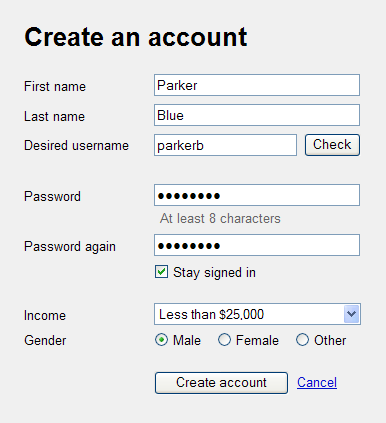 Create an account
First name Parker
Last name Blue
Desired username parkerb Check
Password ●●●●●●●●
At least 8 characters
Password again ●●●●●●●●
Stay signed in
Income Less than $25,000
Gender Male Female Other
Create account Cancel